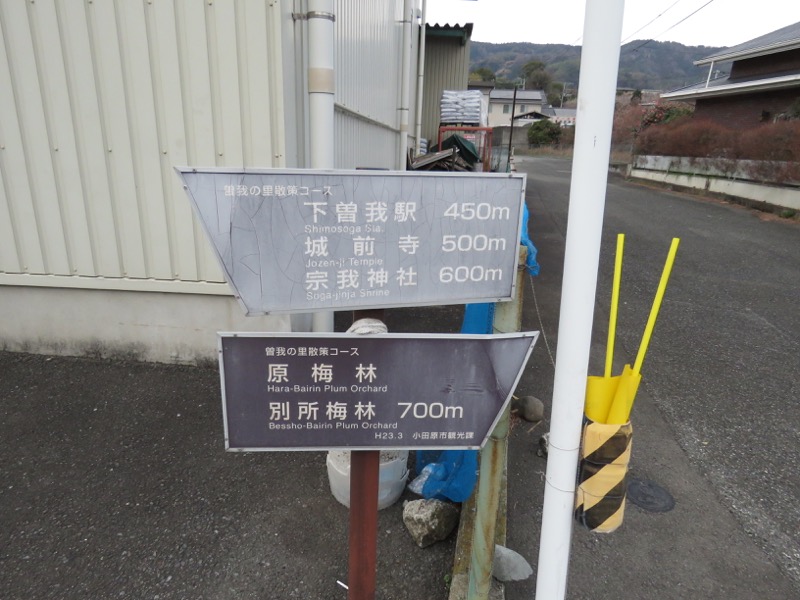 曽我の里散策コース
下曽我駅 450m
Shimosoga Sta.
城前寺 500m
Jozen-ji Temple
宗我神社 600m
Soga-jinja Shrine
曽我の里散策コース
原梅林
Hara-Bairin Plum Orchard
別所梅林 700m
Bessho-Bairin Plum Orchard
H23.3 小田原市観光課